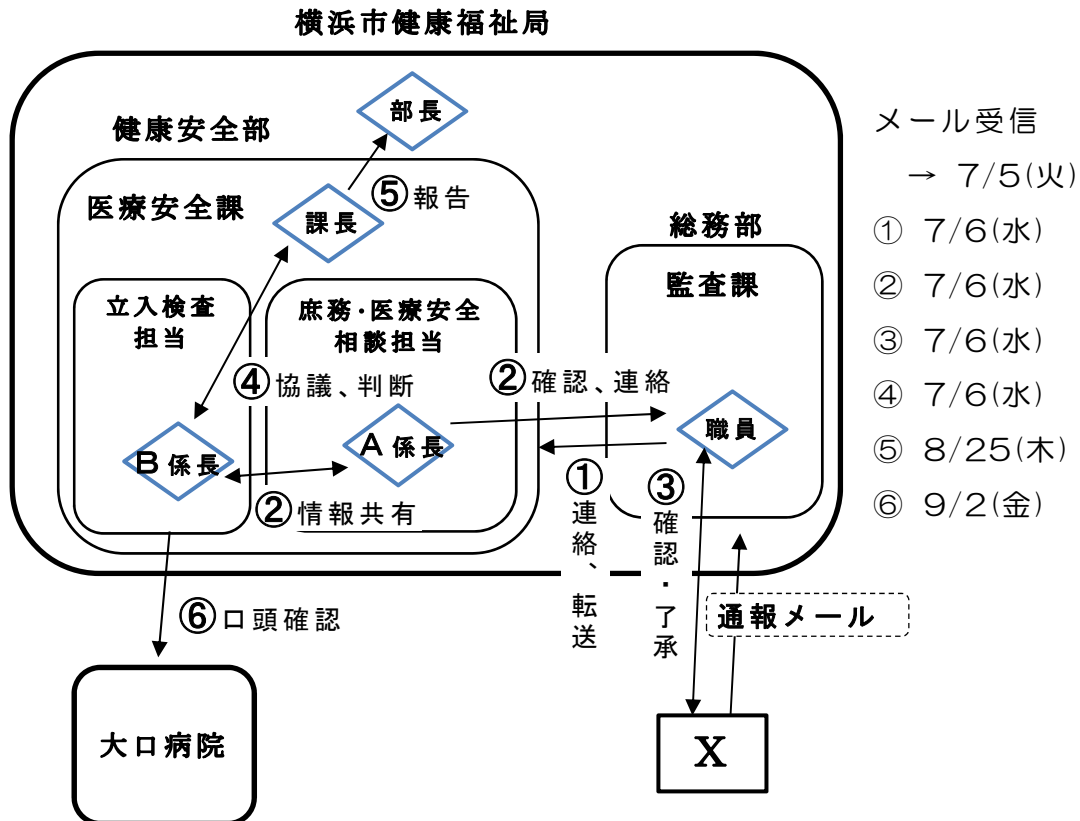 横浜市健康福祉局
健康安全部
部長
医療安全課
課長
⑤報告
総務部
監査課
立入検査
担当
庶務・医療安全
相談担当
④協議、判断
②確認、連絡
B係長
A係長
職員
②情報共有
①連絡、転送
③確認・了承
通報メール
⑥口頭確認
大口病院
X
メール受信
→ 7/5(火)
① 7/6(水)
② 7/6(水)
③ 7/6(水)
④ 7/6(水)
⑤ 8/25(木)
⑥ 9/2(金)